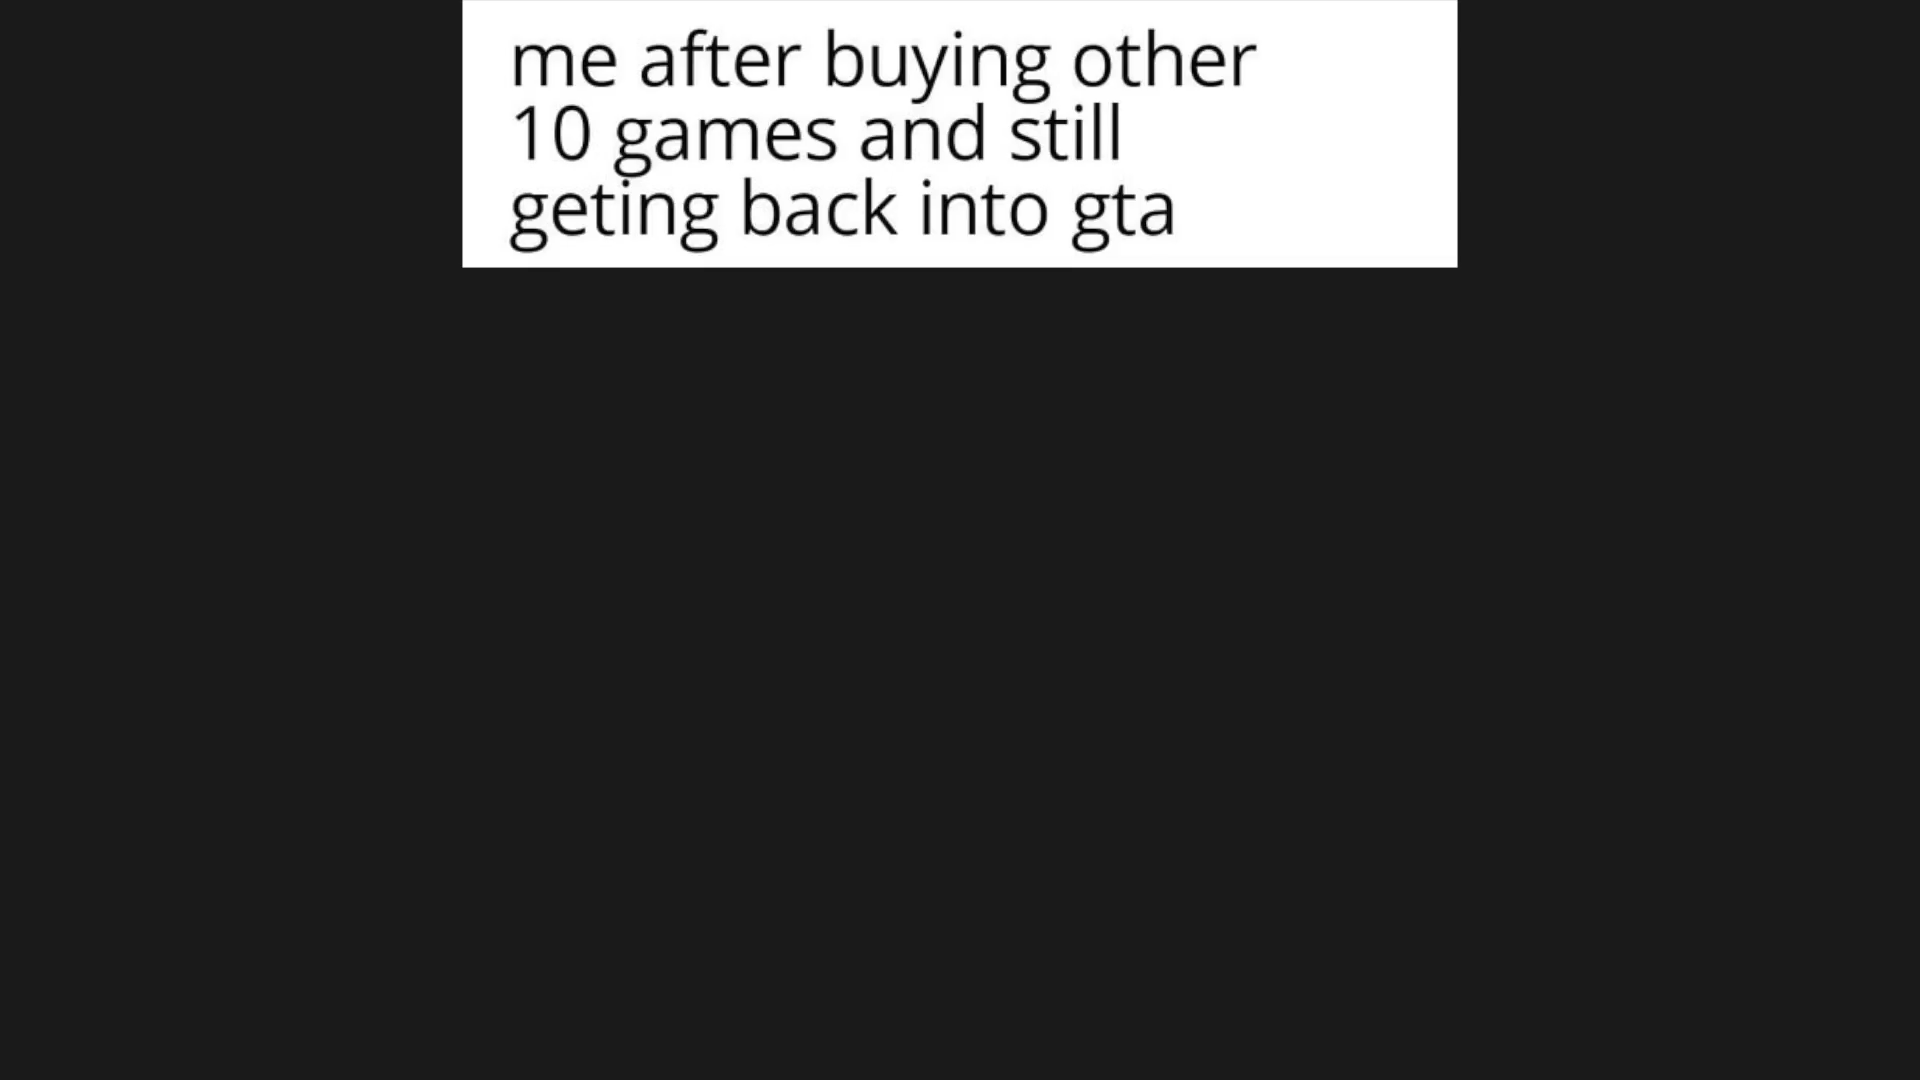 me after buying other
10 games and still
geting back into gta